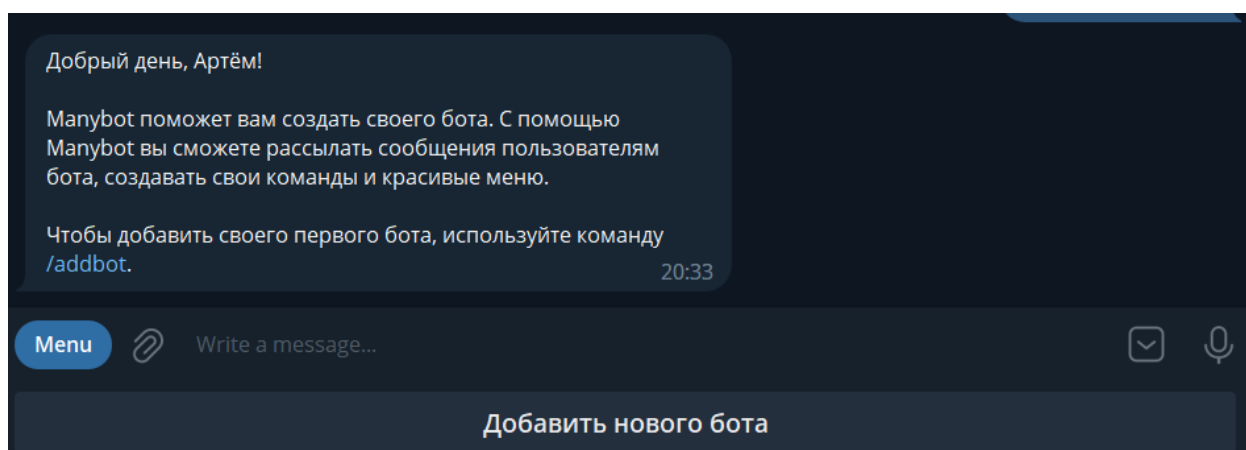 Добрый день, Артём!
Manybot поможет вам создать своего бота. С помощью
Manybot вы сможете рассылать сообщения пользователям
бота, создавать свои команды и красивые меню.
Чтобы добавить своего первого бота, используйте команду
/addbot.
20:33
Menu
Write a message...
Добавить нового бота